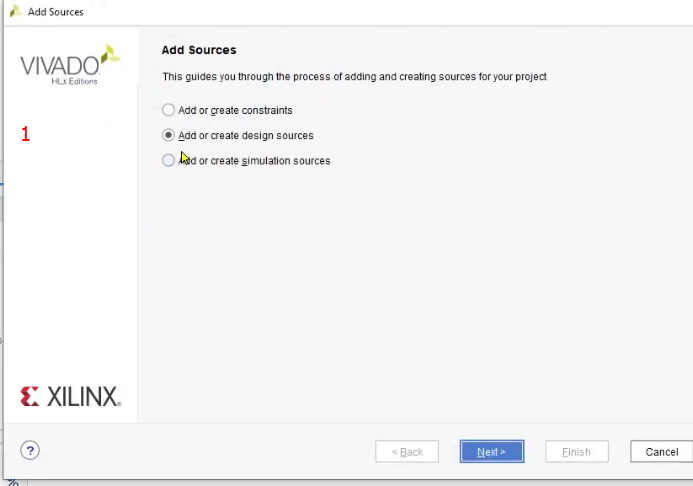 Add Sources
VIVADO
HLx Editions
Add Sources
This guides you through the process of adding and creating sources for your project
Add or create constraints
1
Add or create design sources
Add or create simulation sources
XILINX
?
< Back
Next >
Finish
Cancel